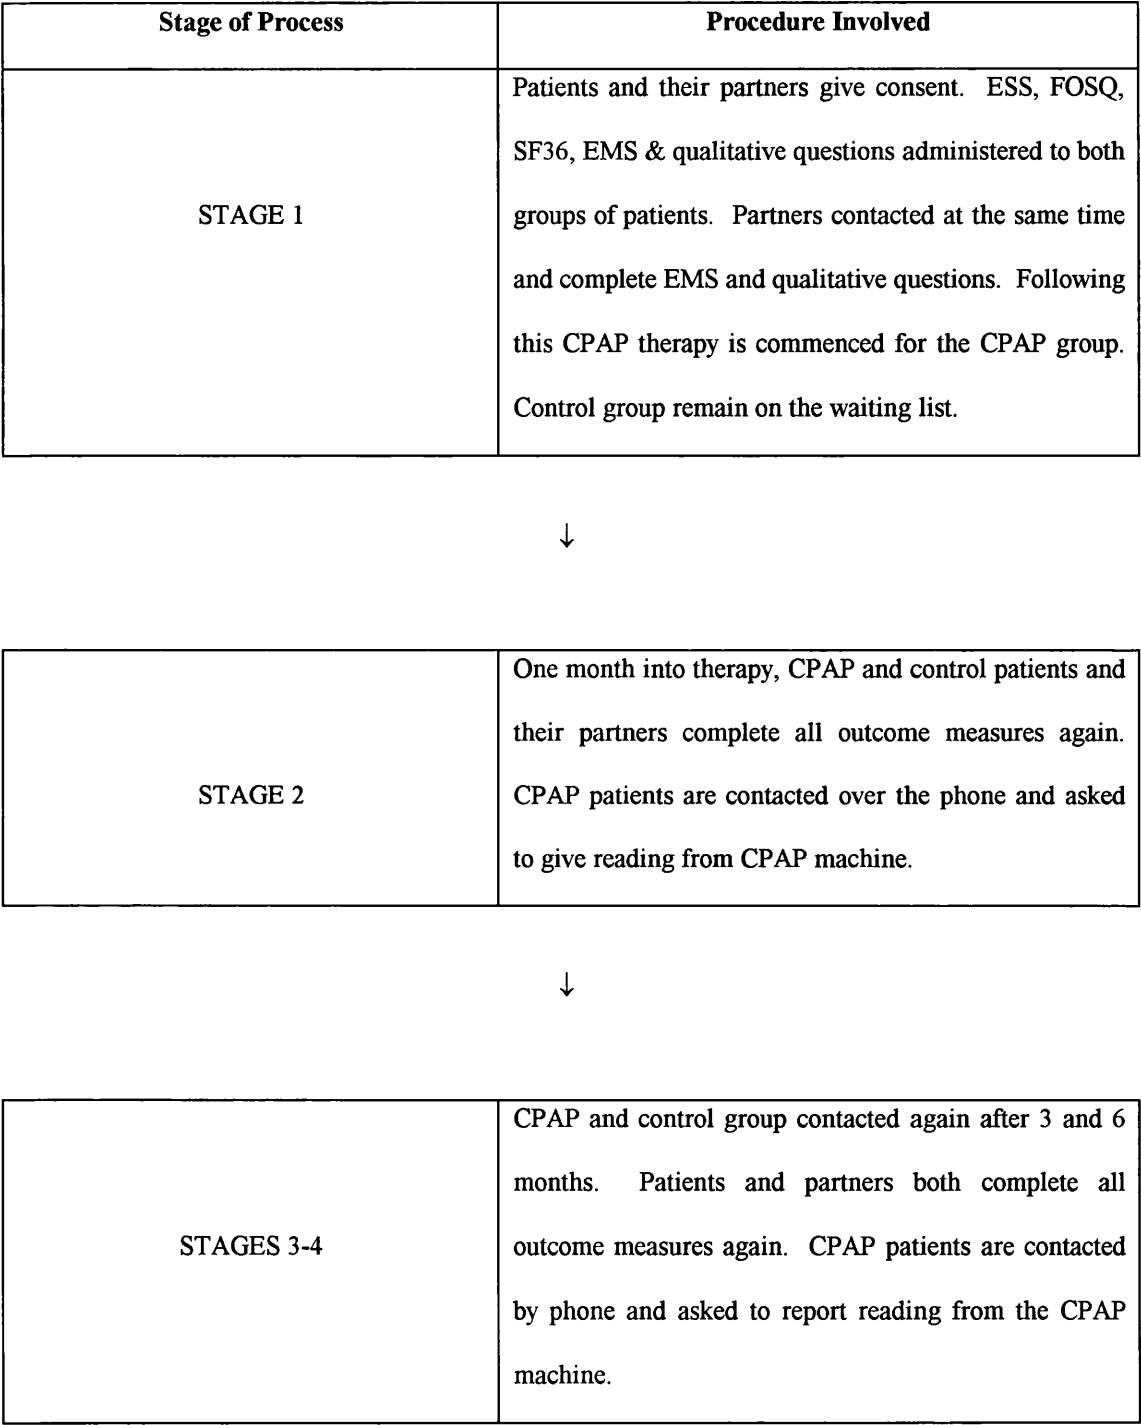 Stage of Process
Procedure Involved
STAGE 1
Patients and their partners give consent. ESS, FOSQ,
SF36, EMS & qualitative questions administered to both
groups of patients. Partners contacted at the same time
and complete EMS and qualitative questions. Following
this CPAP therapy is commenced for the CPAP group.
Control group remain on the waiting list.
↓
STAGE 2
One month into therapy, CPAP and control patients and
their partners complete all outcome measures again.
CPAP patients are contacted over the phone and asked
to give reading from CPAP machine.
↓
STAGES 3-4
CPAP and control group contacted again after 3 and 6
months. Patients and partners both complete all
outcome measures again. CPAP patients are contacted
by phone and asked to report reading from the CPAP
machine.